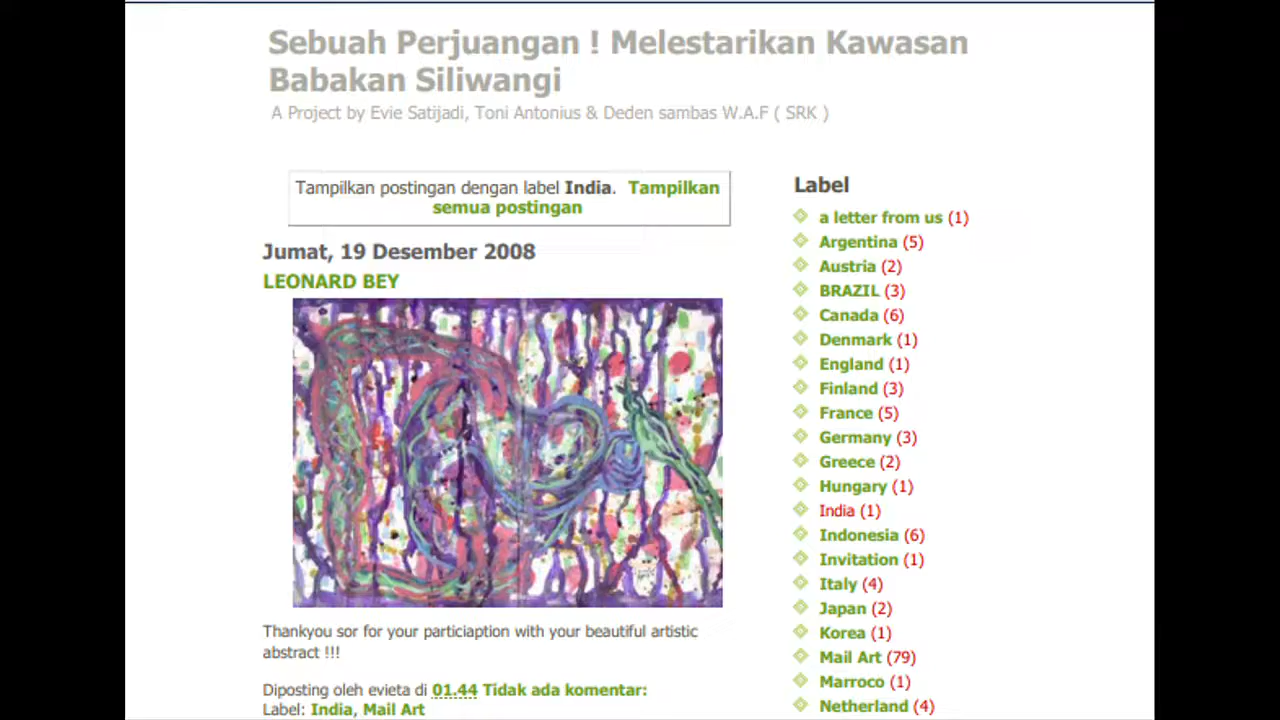 Sebuah Perjuangan ! Melestarikan Kawasan
Babakan Siliwangi
A Project by Evie Satijadi, Toni Antonius & Deden sambas W.A.F ( SRK )
Tampilkan postingan dengan label India. Tampilkan
semua postingan
Jumat, 19 Desember 2008
LEONARD BEY
Thankyou sor for your particiaption with your beautiful artistic
abstract !!!
Diposting oleh evieta di 01.44 Tidak ada komentar:
Label: India, Mail Art
Label
a letter from us (1)
Argentina (5)
Austria (2)
BRAZIL (3)
Canada (6)
Denmark (1)
England (1)
Finland (3)
France (5)
Germany (3)
Greece (2)
Hungary (1)
India (1)
Indonesia (6)
Invitation (1)
Italy (4)
Japan (2)
Korea (1)
Mail Art (79)
Marroco (1)
Netherland (4)